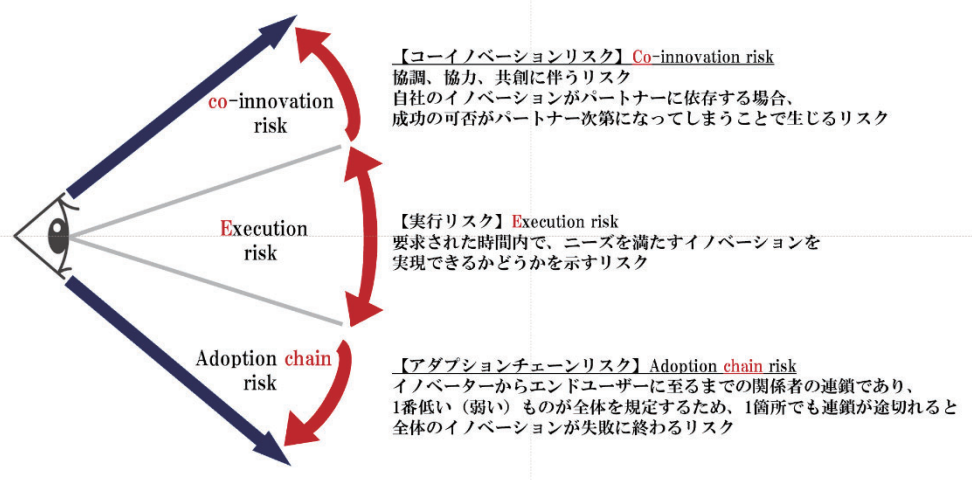 co-innovation
risk
【コーイノベーションリスク】Co-innovation risk
協調、協力、共創に伴うリスク
自社のイノベーションがパートナーに依存する場合、
成功の可否がパートナー次第になってしまうことで生じるリスク
Execution
risk
【実行リスク】Execution risk
要求された時間内で、ニーズを満たすイノベーションを
実現できるかどうかを示すリスク
Adoption chain
risk
【アダプションチェーンリスク】Adoption chain risk
イノベーターからエンドユーザーに至るまでの関係者の連鎖であり、
1番低い（弱い）ものが全体を規定するため、1箇所でも連鎖が途切れると
全体のイノベーションが失敗に終わるリスク